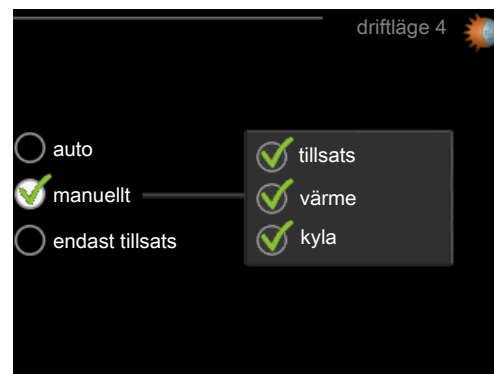 driftläge 4
auto
manuellt
endast tillsats
tillsats
värme
kyla